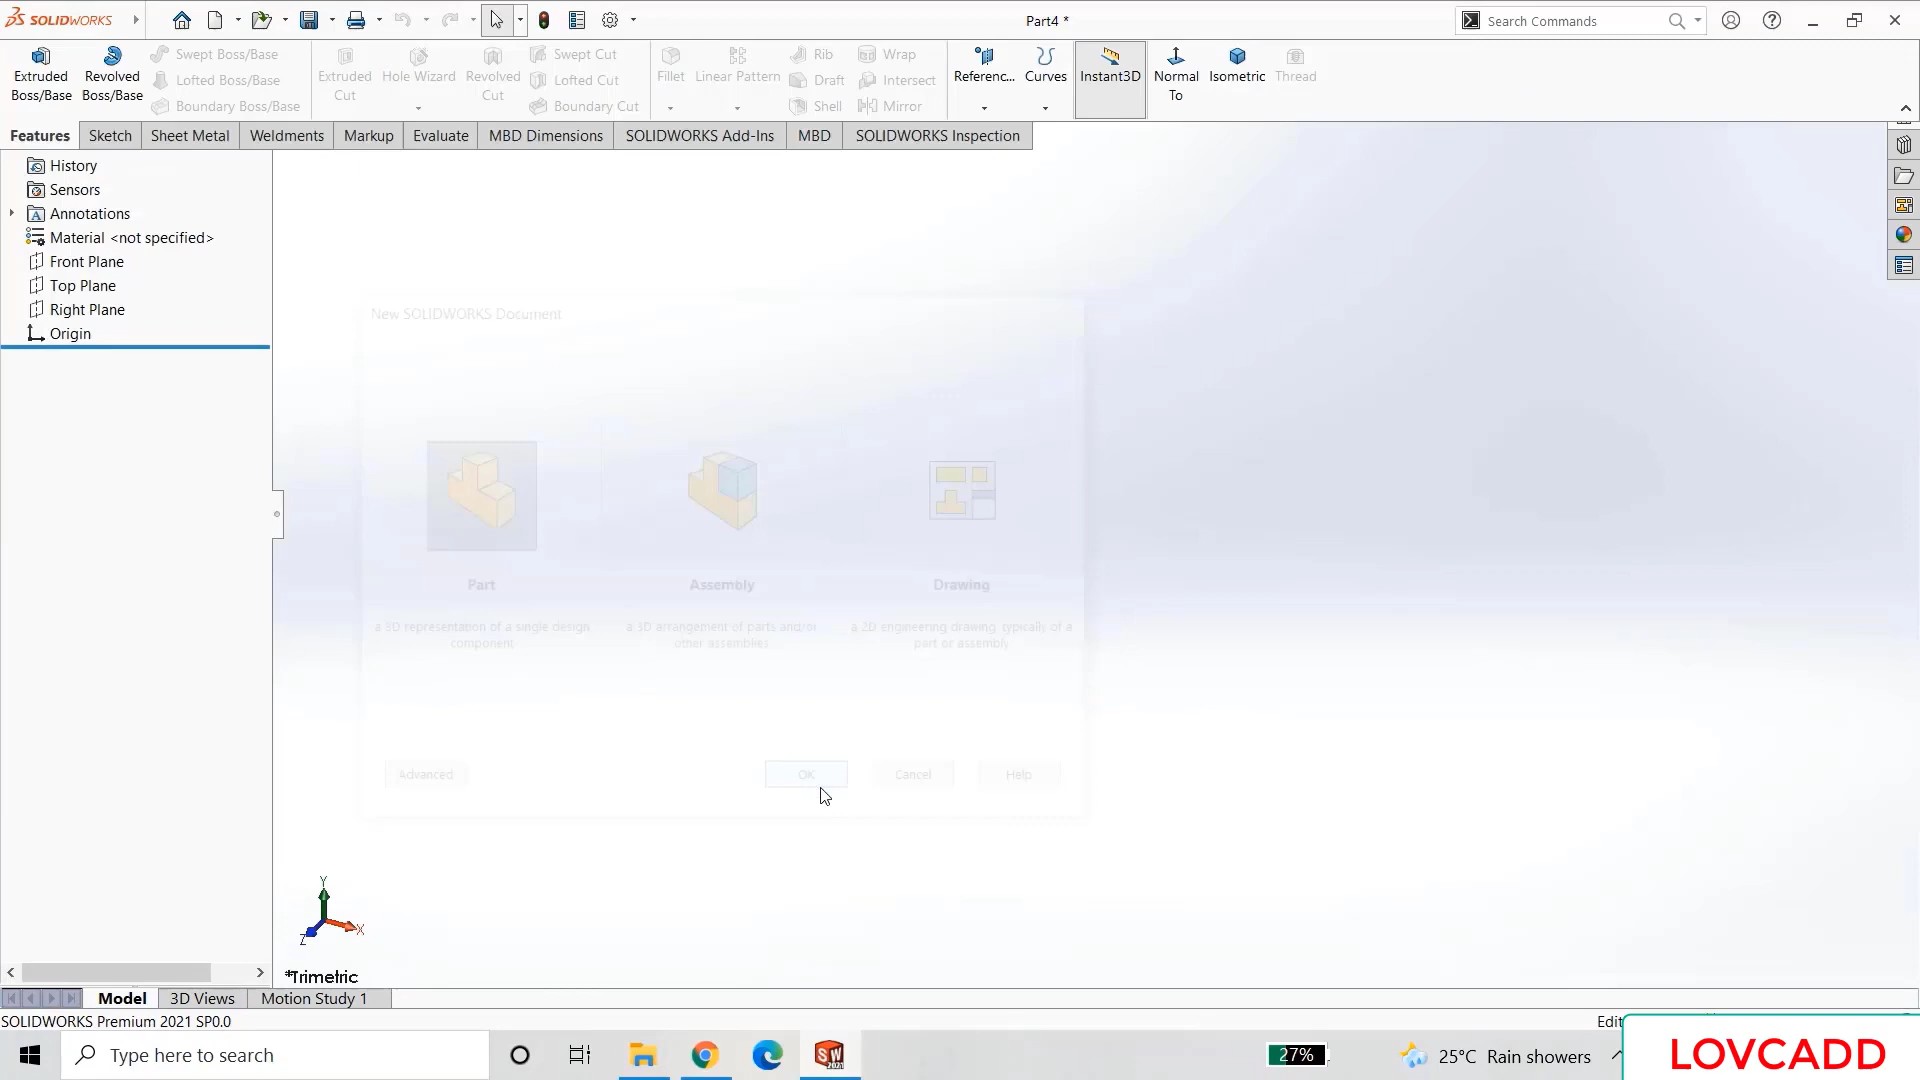 SOLIDWORKS
Part4 *
Search Commands
Extruded Boss/Base
Revolved Boss/Base
Swept Boss/Base
Lofted Boss/Base
Boundary Boss/Base
Extruded Cut
Hole Wizard
Revolved Cut
Swept Cut
Lofted Cut
Boundary Cut
Fillet
Linear Pattern
Rib
Draft
Shell
Wrap
Intersect
Mirror
Referenc...
Curves
Instant3D
Normal To
Isometric
Thread
Features
Sketch
Sheet Metal
Weldments
Markup
Evaluate
MBD Dimensions
SOLIDWORKS Add-Ins
MBD
SOLIDWORKS Inspection
History
Sensors
Annotations
Material <not specified>
Front Plane
Top Plane
Right Plane
Origin
New SOLIDWORKS Document
Part
Assembly
Drawing
a 3D representation of a single design
component
a 3D arrangement of parts and/or
other assemblies
a 2D engineering drawing, typically of a
part or assembly
Advanced
OK
Cancel
Help
Y
X
Z
*Trimetric
Model
3D Views
Motion Study 1
SOLIDWORKS Premium 2021 SP0.0
Edit
Type here to search
SW
2021
27%
25°C Rain showers
LOVCADD